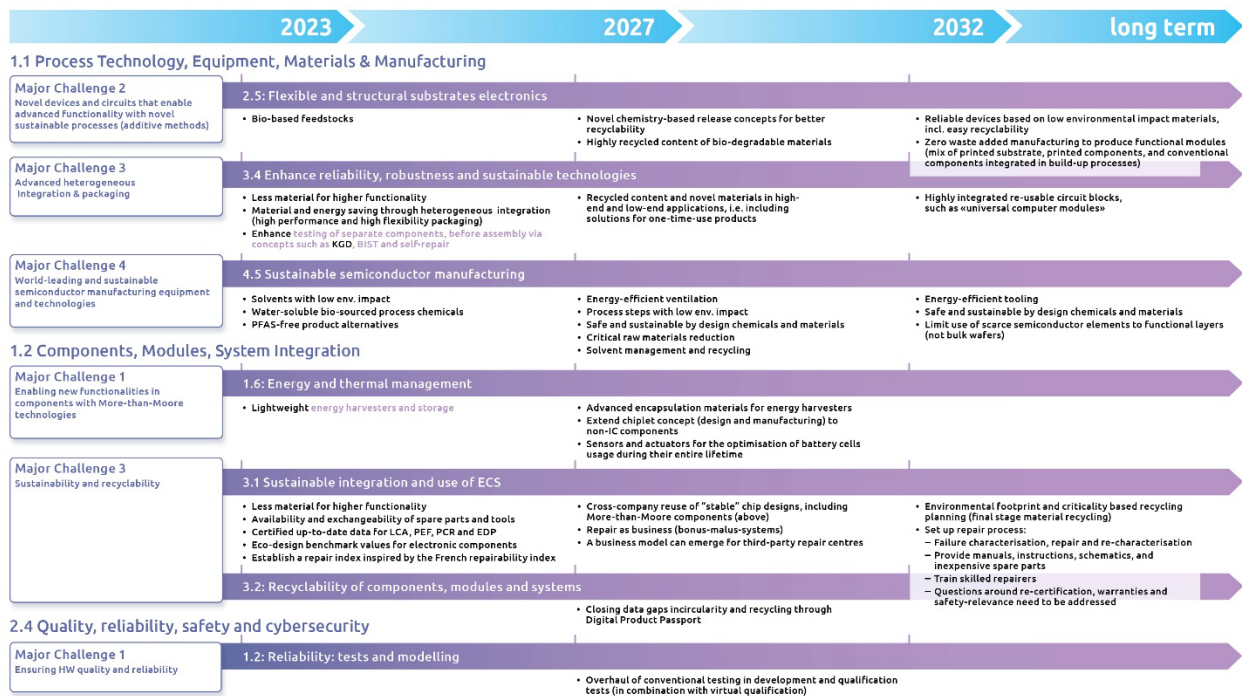 2023
2027
2032
long term
1.1 Process Technology, Equipment, Materials & Manufacturing
Major Challenge 2
Novel devices and circuits that enable
advanced functionality with novel
sustainable processes (additive methods)
2.5: Flexible and structural substrates electronics
• Bio-based feedstocks
• Novel chemistry-based release concepts for better
recyclability
• Highly recycled content of bio-degradable materials
• Reliable devices based on low environmental impact materials,
incl. easy recyclability
• Zero waste added manufacturing to produce functional modules
(mix of printed substrate, printed components, and conventional
components integrated in build-up processes)
Major Challenge 3
Advanced heterogeneous
Integration & packaging
3.4 Enhance reliability, robustness and sustainable technologies
• Less material for higher functionality
• Material and energy saving through heterogeneous integration
(high performance and high flexibility packaging)
• Enhance testing of separate components, before assembly via
concepts such as KGD, BIST and self-repair
• Recycled content and novel materials in high-
end and low-end applications, i.e. including
solutions for one-time-use products
• Highly integrated re-usable circuit blocks,
such as «universal computer modules»
Major Challenge 4
World-leading and sustainable
semiconductor manufacturing equipment
and technologies
4.5 Sustainable semiconductor manufacturing
• Solvents with low env. impact
• Water-soluble bio-sourced process chemicals
• PFAS-free product alternatives
• Energy-efficient ventilation
• Process steps with low env. impact
• Safe and sustainable by design chemicals and materials
• Critical raw materials reduction
• Solvent management and recycling
• Energy-efficient tooling
• Safe and sustainable by design chemicals and materials
• Limit use of scarce semiconductor elements to functional layers
(not bulk wafers)
1.2 Components, Modules, System Integration
Major Challenge 1
Enabling new functionalities in
components with More-than-Moore
technologies
1.6: Energy and thermal management
• Lightweight energy harvesters and storage
• Advanced encapsulation materials for energy harvesters
• Extend chiplet concept (design and manufacturing) to
non-IC components
• Sensors and actuators for the optimisation of battery cells
usage during their entire lifetime
Major Challenge 3
Sustainability and recyclability
3.1 Sustainable integration and use of ECS
• Less material for higher functionality
• Availability and exchangeability of spare parts and tools
• Certified up-to-date data for LCA, PEF, PCR and EDP
• Eco-design benchmark values for electronic components
• Establish a repair index inspired by the French repairability index
• Cross-company reuse of "stable" chip designs, including
More-than-Moore components (above)
• Repair as business (bonus-malus-systems)
• A business model can emerge for third-party repair centres
• Environmental footprint and criticality based recycling
planning (final stage material recycling)
• Set up repair process:
– Failure characterisation, repair and re-characterisation
– Provide manuals, instructions, schematics, and
inexpensive spare parts
– Train skilled repairers
– Questions around re-certification, warranties and
safety-relevance need to be addressed
3.2: Recyclability of components, modules and systems
• Closing data gaps incircularity and recycling through
Digital Product Passport
2.4 Quality, reliability, safety and cybersecurity
Major Challenge 1
Ensuring HW quality and reliability
1.2: Reliability: tests and modelling
• Overhaul of conventional testing in development and qualification
tests (in combination with virtual qualification)